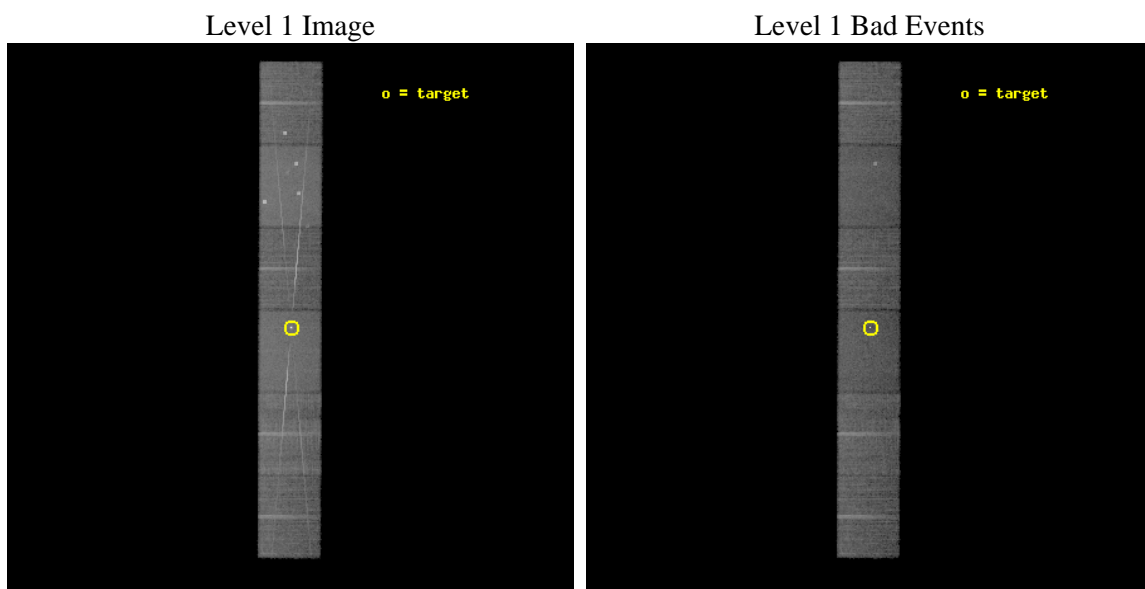 Level 1 Image
Level 1 Bad Events
o = target
o = target